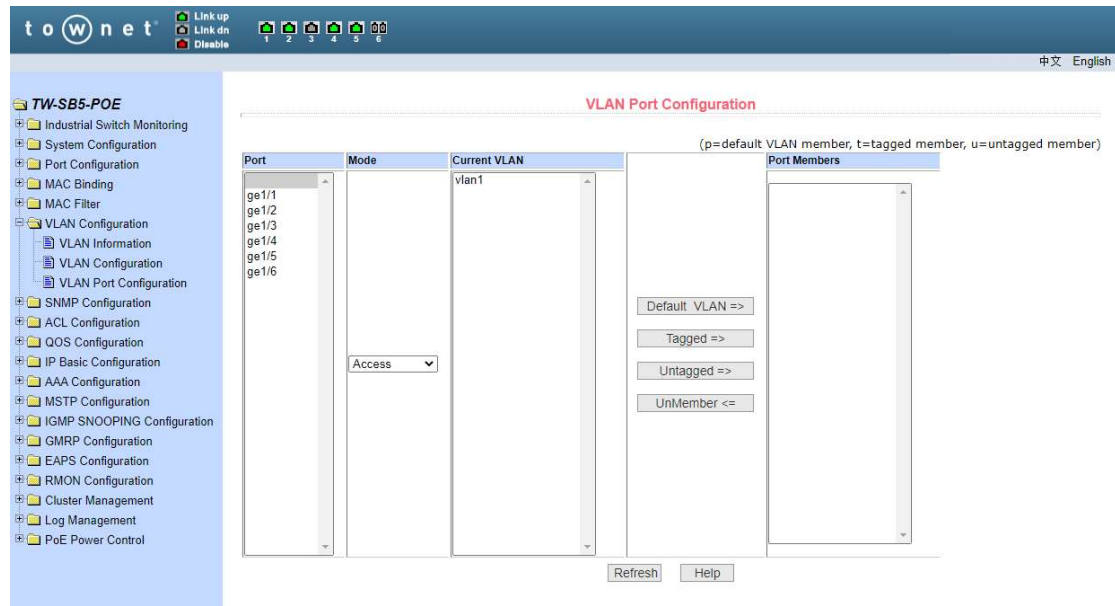 townet
Link up
Link dn
Disable
1 2 3 4 5 6
中文 English
TW-SB5-POE
Industrial Switch Monitoring
System Configuration
Port Configuration
MAC Binding
MAC Filter
VLAN Configuration
VLAN Information
VLAN Configuration
VLAN Port Configuration
SNMP Configuration
ACL Configuration
QOS Configuration
IP Basic Configuration
AAA Configuration
MSTP Configuration
IGMP SNOOPING Configuration
GMRP Configuration
EAPS Configuration
RMON Configuration
Cluster Management
Log Management
PoE Power Control
VLAN Port Configuration
(p=default VLAN member, t=tagged member, u=untagged member)
Port Mode Current VLAN Port Members
ge1/1
ge1/2
ge1/3
ge1/4
ge1/5
ge1/6
Access
vlan1
Default VLAN =>
Tagged =>
Untagged =>
UnMember <=
Refresh Help